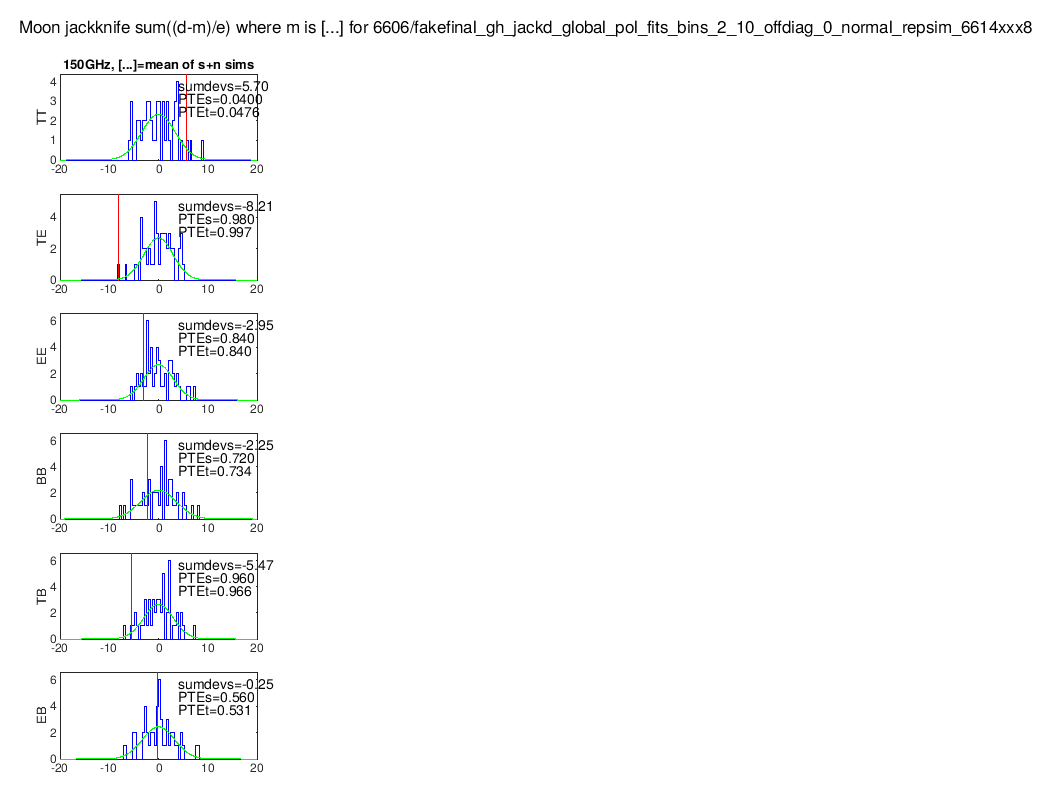 Moon jackknife sum((d-m)/e) where m is [...] for 6606/fakefinal_gh_jackd_global_pol_fits_bins_2_10_offdiag_0_normal_repsim_6614xxx8
150GHz, [...]=mean of s+n sims
TT
4
3
2
1
0
sumdevs=5.70
PTEs=0.0400
PTEt=0.0476
-20 -10 0 10 20
TE
4
2
0
sumdevs=-8.21
PTEs=0.980
PTEt=0.997
-20 -10 0 10 20
EE
6
4
2
0
sumdevs=-2.95
PTEs=0.840
PTEt=0.840
-20 -10 0 10 20
BB
6
4
2
0
sumdevs=-2.25
PTEs=0.720
PTEt=0.734
-20 -10 0 10 20
TB
6
4
2
0
sumdevs=-5.47
PTEs=0.960
PTEt=0.966
-20 -10 0 10 20
EB
6
4
2
0
sumdevs=-0.25
PTEs=0.560
PTEt=0.531
-20 -10 0 10 20